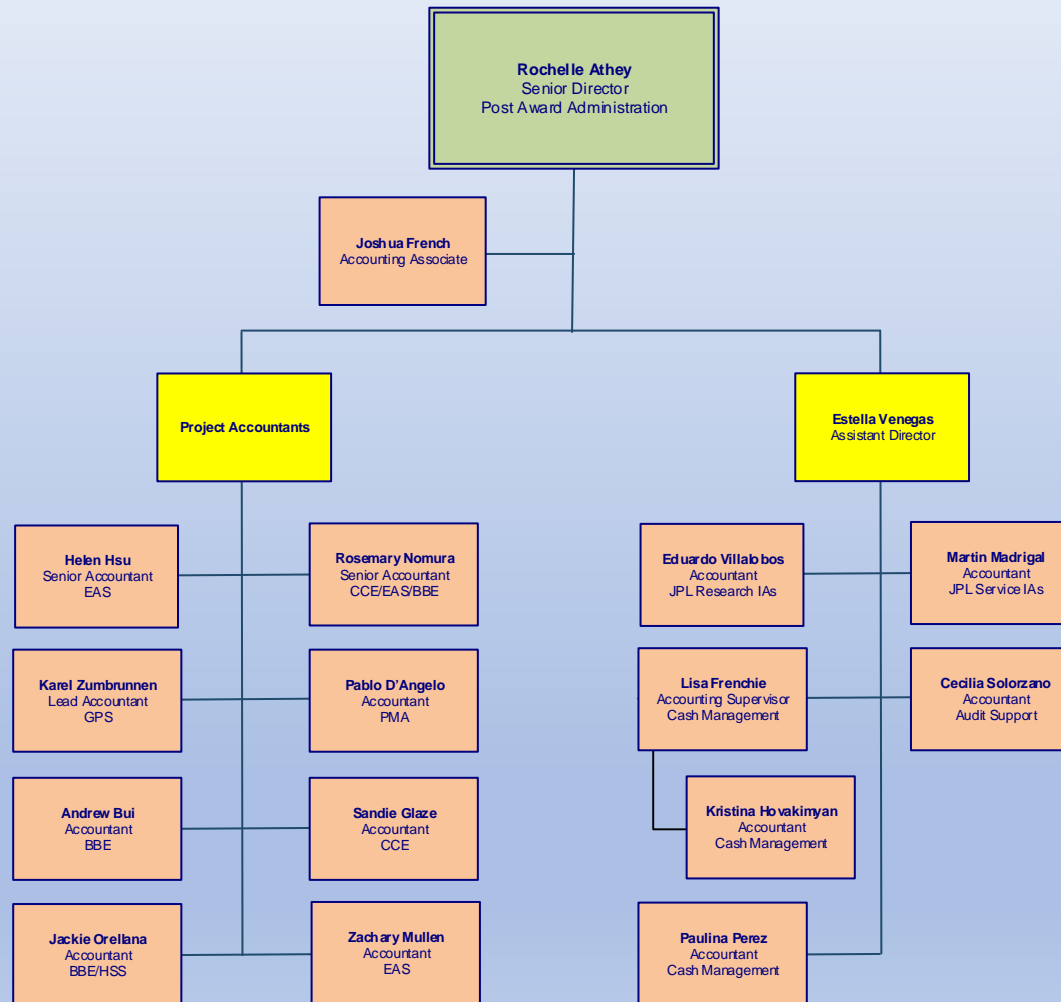 Rochelle Athey
Senior Director
Post Award Administration
Joshua French
Accounting Associate
Project Accountants
Estella Venegas
Assistant Director
Helen Hsu
Senior Accountant
EAS
Rosemary Nomura
Senior Accountant
CCE/EAS/BBE
Eduardo Villalobos
Accountant
JPL Research IAs
Martin Madrigal
Accountant
JPL Service IAs
Karel Zumbrunnen
Lead Accountant
GPS
Pablo D’Angelo
Accountant
PMA
Lisa Frenchie
Accounting Supervisor
Cash Management
Cecilia Solorzano
Accountant
Audit Support
Andrew Bui
Accountant
BBE
Sandie Glaze
Accountant
CCE
Kristina Hovakimyan
Accountant
Cash Management
Jackie Orellana
Accountant
BBE/HSS
Zachary Mullen
Accountant
EAS
Paulina Perez
Accountant
Cash Management